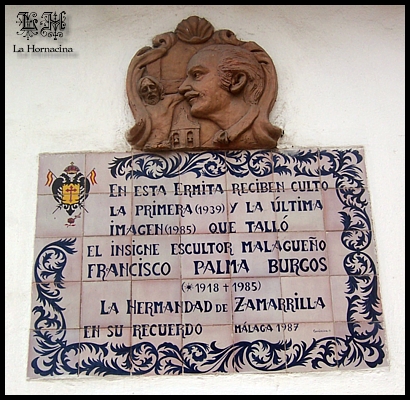 LH
La Hornacina
EN ESTA ERMITA RECIBEN CULTO
LA PRIMERA (1939) Y LA ÚLTIMA
IMAGEN (1985) QUE TALLÓ
EL INSIGNE ESCULTOR MALAGUEÑO
FRANCISCO PALMA BURGOS
(*1918 † 1985)
LA HERMANDAD DE ZAMARRILLA
EN SU RECUERDO MÁLAGA 1987